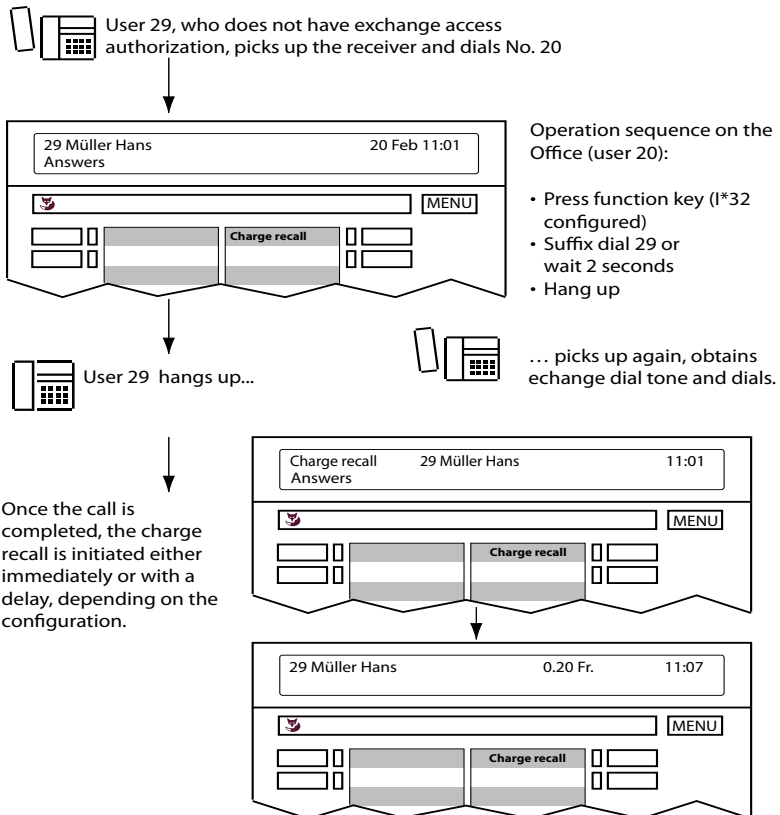 User 29, who does not have exchange access
authorization, picks up the receiver and dials No. 20
29 Müller Hans 20 Feb 11:01
Answers
MENU
Charge recall
Operation sequence on the
Office (user 20):
• Press function key (I*32
configured)
• Suffix dial 29 or
wait 2 seconds
• Hang up
User 29 hangs up...
… picks up again, obtains
echange dial tone and dials.
Once the call is
completed, the charge
recall is initiated either
immediately or with a
delay, depending on the
configuration.
Charge recall 29 Müller Hans 11:01
Answers
MENU
Charge recall
29 Müller Hans 0.20 Fr. 11:07
MENU
Charge recall